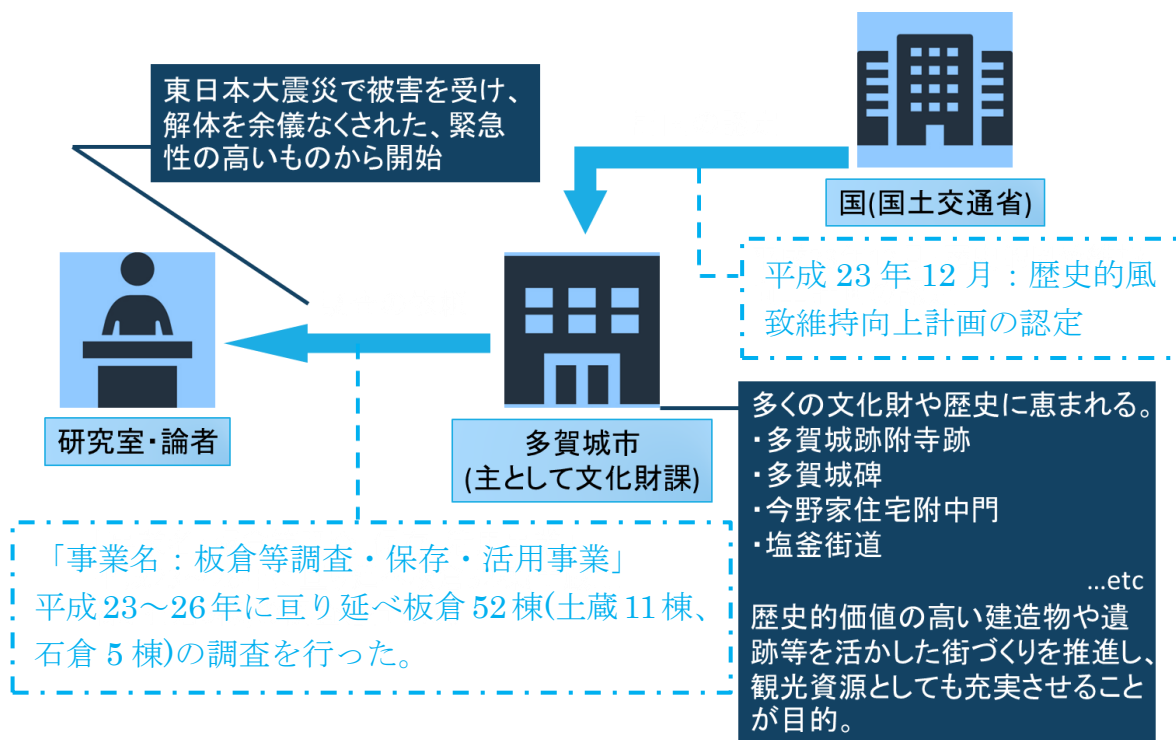 東日本大震災で被害を受け、
解体を余儀なくされた、緊急
性の高いものから開始
国(国土交通省)
平成 23 年 12 月：歴史的風
致維持向上計画の認定
研究室・論者
多賀城市
(主として文化財課)
多くの文化財や歴史に恵まれる。
・多賀城跡附寺跡
・多賀城碑
・今野家住宅附中門
・塩釜街道
...etc
歴史的価値の高い建造物や遺
跡等を活かした街づくりを推進し、
観光資源としても充実させること
が目的。
「事業名：板倉等調査・保存・活用事業」
平成 23～26 年に亘り延べ板倉 52 棟(土蔵 11 棟、
石倉 5 棟)の調査を行った。